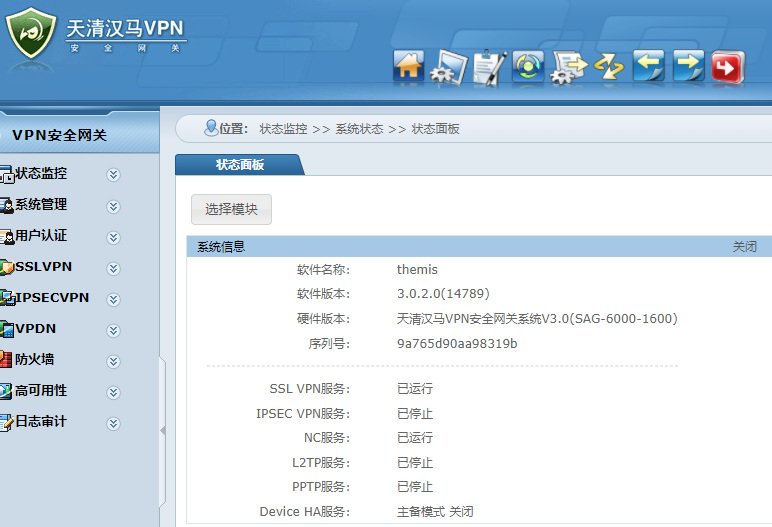 天清汉马VPN
安 全 网 关
VPN安全网关
位置： 状态监控 >> 系统状态 >> 状态面板
状态监控
系统管理
用户认证
SSLVPN
IPSECVPN
VPDN
防火墙
高可用性
日志审计
状态面板
选择模块
系统信息 关闭
软件名称： themis
软件版本： 3.0.2.0(14789)
硬件版本： 天清汉马VPN安全网关系统V3.0(SAG-6000-1600)
序列号： 9a765d90aa98319b
SSL VPN服务： 已运行
IPSEC VPN服务： 已停止
NC服务： 已运行
L2TP服务： 已停止
PPTP服务： 已停止
Device HA服务： 主备模式 关闭